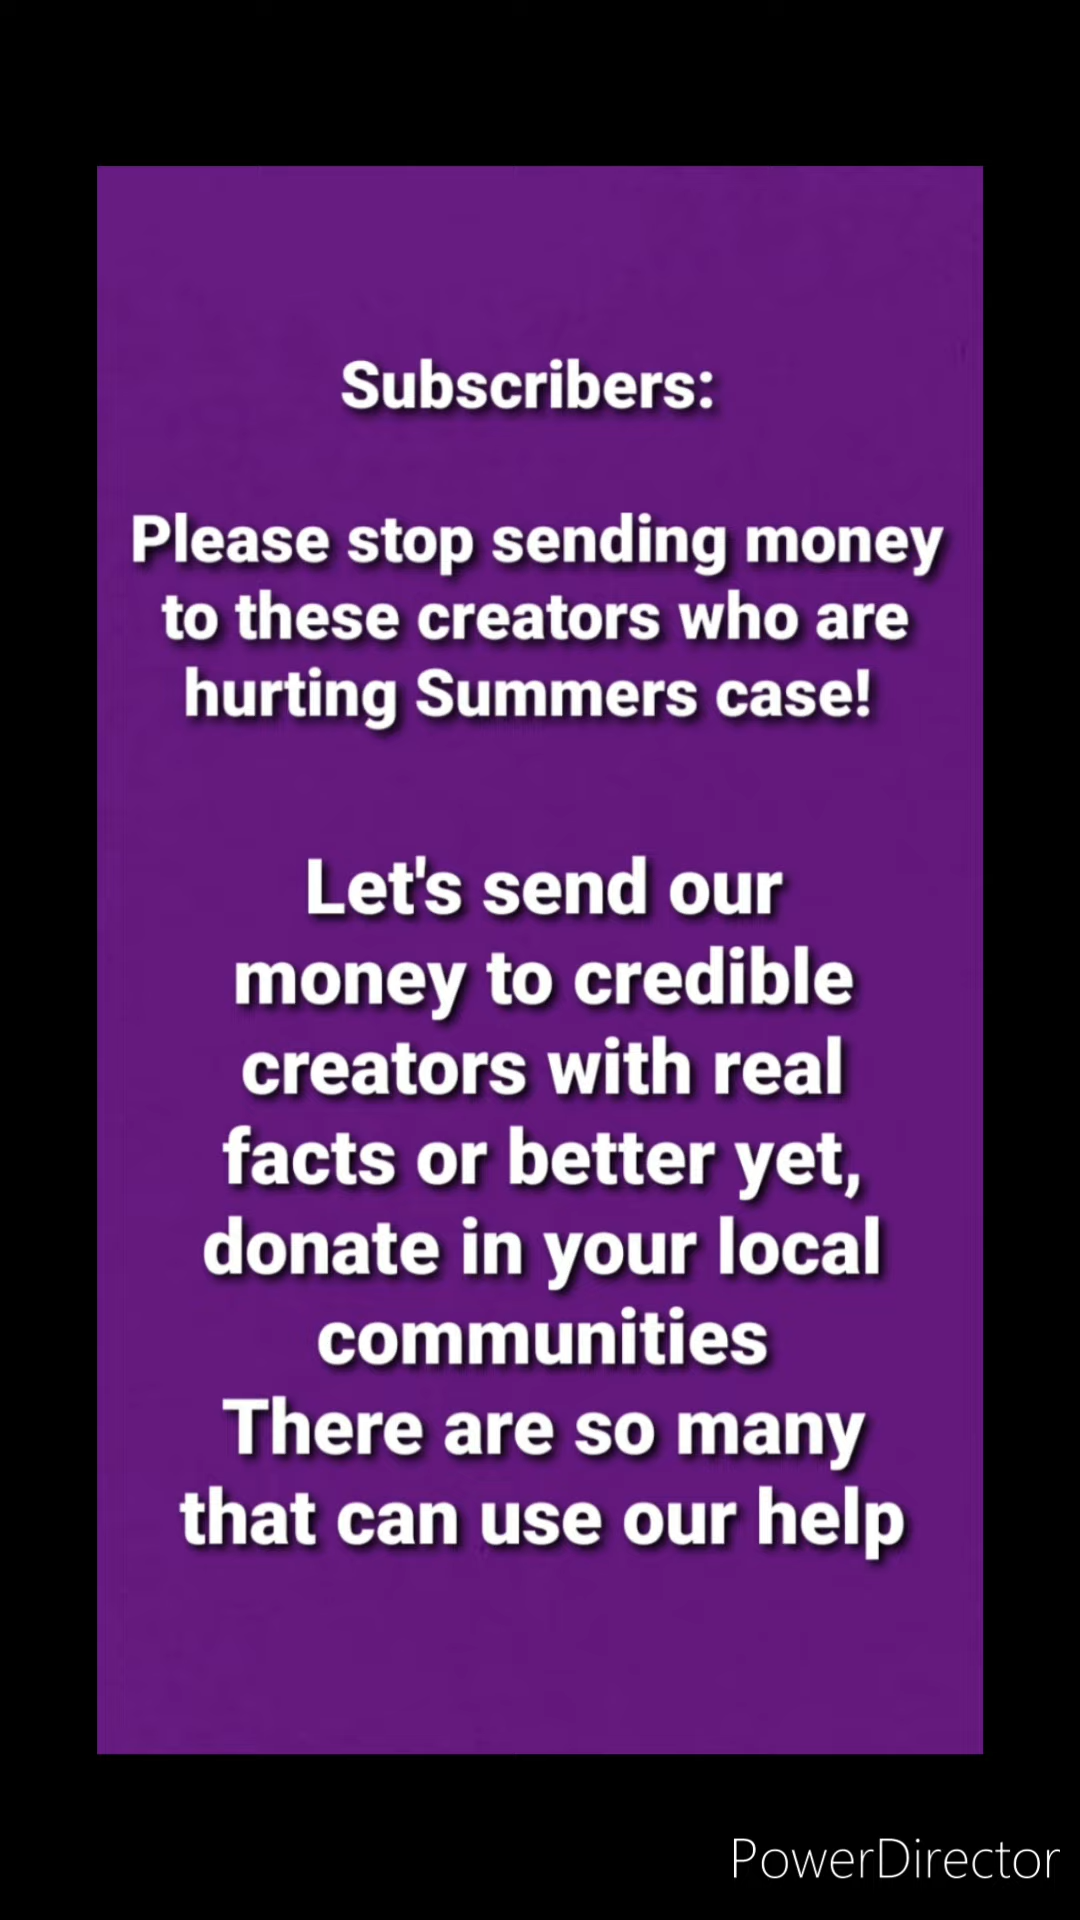 Subscribers:
Please stop sending money
to these creators who are
hurting Summers case!
Let's send our
money to credible
creators with real
facts or better yet,
donate in your local
communities
There are so many
that can use our help
PowerDirector